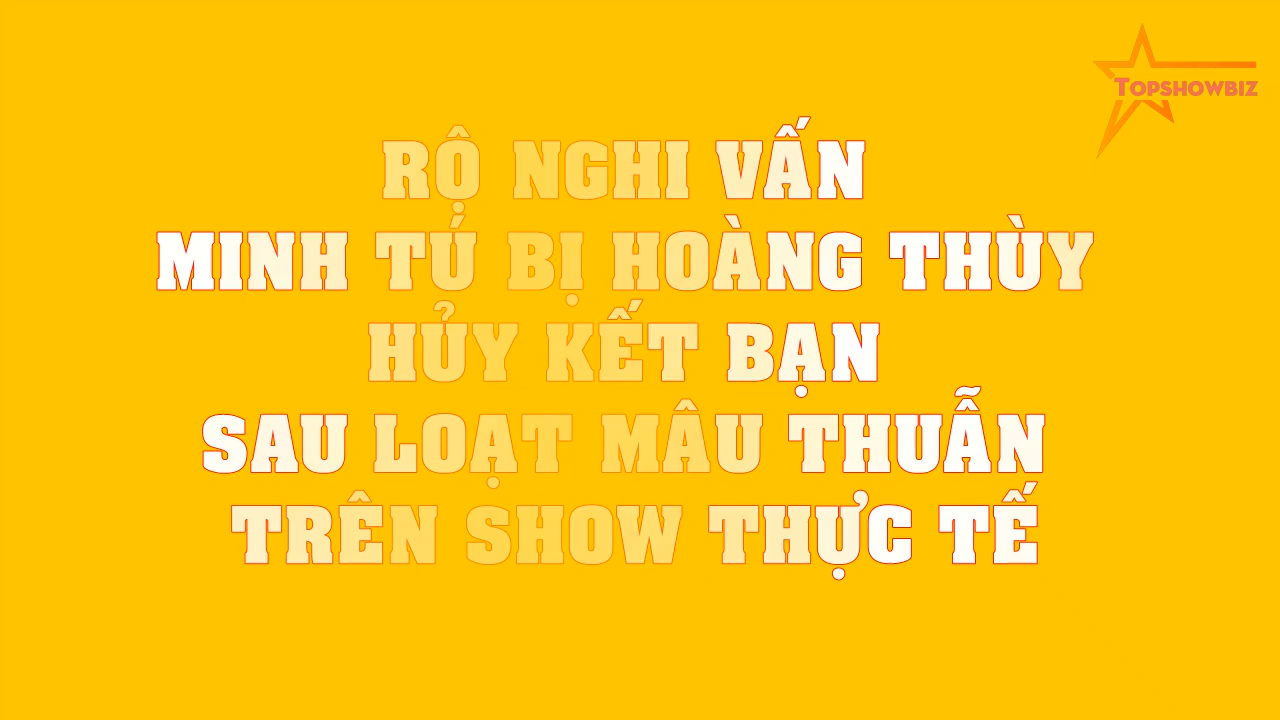 TOPSHOWBIZ
RỘ NGHI VẤN
MINH TÚ BỊ HOÀNG THÙY
HỦY KẾT BẠN
SAU LOẠT MÂU THUẪN
TRÊN SHOW THỰC TẾ